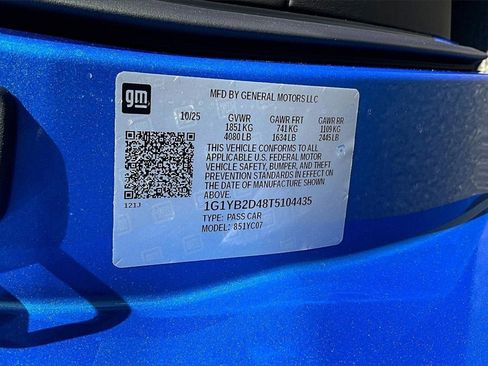 gm
MFD BY GENERAL MOTORS LLC
10/25 GVWR GAWR FRT GAWR RR
1851 KG 741 KG 1109 KG
4080 LB 1634 LB 2445 LB
THIS VEHICLE CONFORMS TO ALL
APPLICABLE U.S. FEDERAL MOTOR
VEHICLE SAFETY, BUMPER, AND THEFT
PREVENTION STANDARDS IN EFFECT ON
THE DATE OF MANUFACTURE SHOWN
ABOVE.
121J
1G1YB2D48T5104435
TYPE: PASS CAR
MODEL: 851YC07